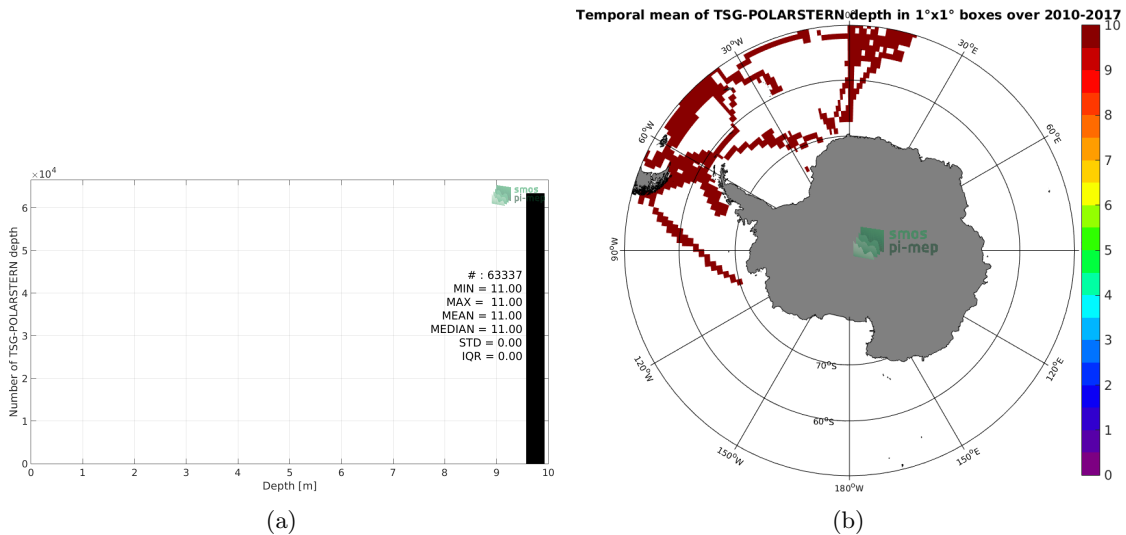 ×10⁴
6
5
4
3
2
1
0
Number of TSG-POLARSTERN depth
smos
pi-mep
# : 63337
MIN = 11.00
MAX = 11.00
MEAN = 11.00
MEDIAN = 11.00
STD = 0.00
IQR = 0.00
0 1 2 3 4 5 6 7 8 9 10
Depth [m]
(a)
Temporal mean of TSG-POLARSTERN depth in 1°x1° boxes over 2010-2017
0°E
30°W
30°E
60°W
60°E
90°W
smos
pi-mep
120°W
120°E
70°S
60°S
150°W
150°E
180°W
10
9
8
7
6
5
4
3
2
1
0
(b)